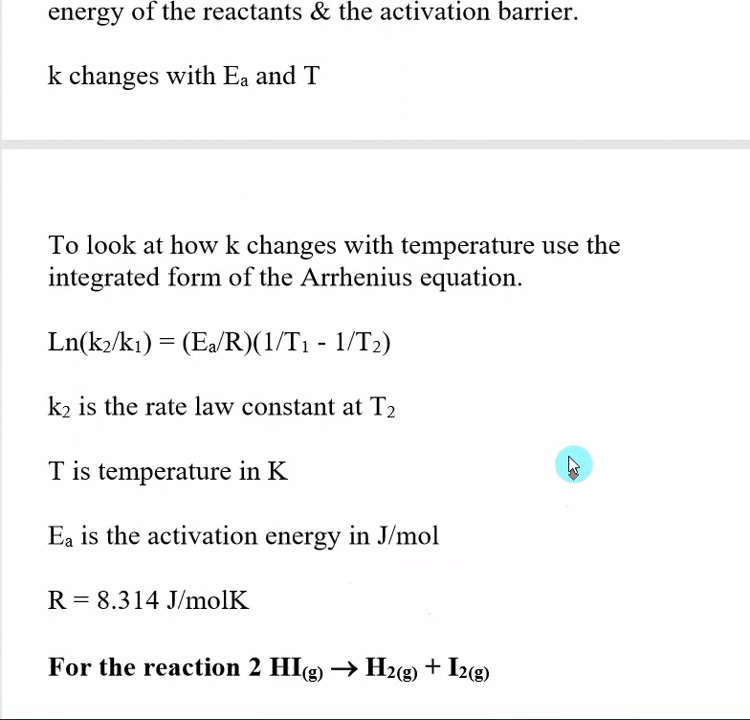 energy of the reactants & the activation barrier.
k changes with Eₐ and T
To look at how k changes with temperature use the
integrated form of the Arrhenius equation.
Ln(k₂/k₁) = (Eₐ/R)(1/T₁ - 1/T₂)
k₂ is the rate law constant at T₂
T is temperature in K
Eₐ is the activation energy in J/mol
R = 8.314 J/molK
For the reaction 2 HI(g) → H₂(g) + I₂(g)